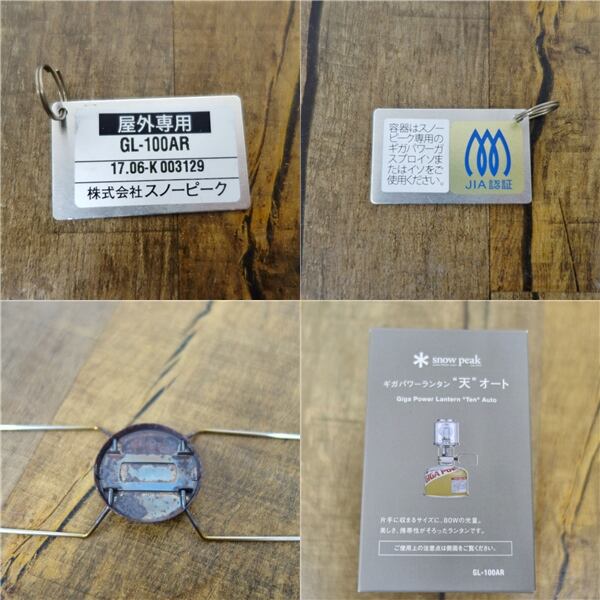 屋外専用
GL-100AR
17.06-K 003129
株式会社 スノーピーク
容器はスノー
ピーク専用の
ギガパワーガ
スプロイソま
たはイソをご
使用ください。
JIA 認証
snow peak
ギガパワーランタン "天" オート
Giga Power Lantern "Ten" Auto
GIGA PO
片手に収まるサイズに、80Wの光量。
美しさ、携帯性がそろったランタンです。
ご使用上の注意点は側面をご覧ください。
GL-100AR